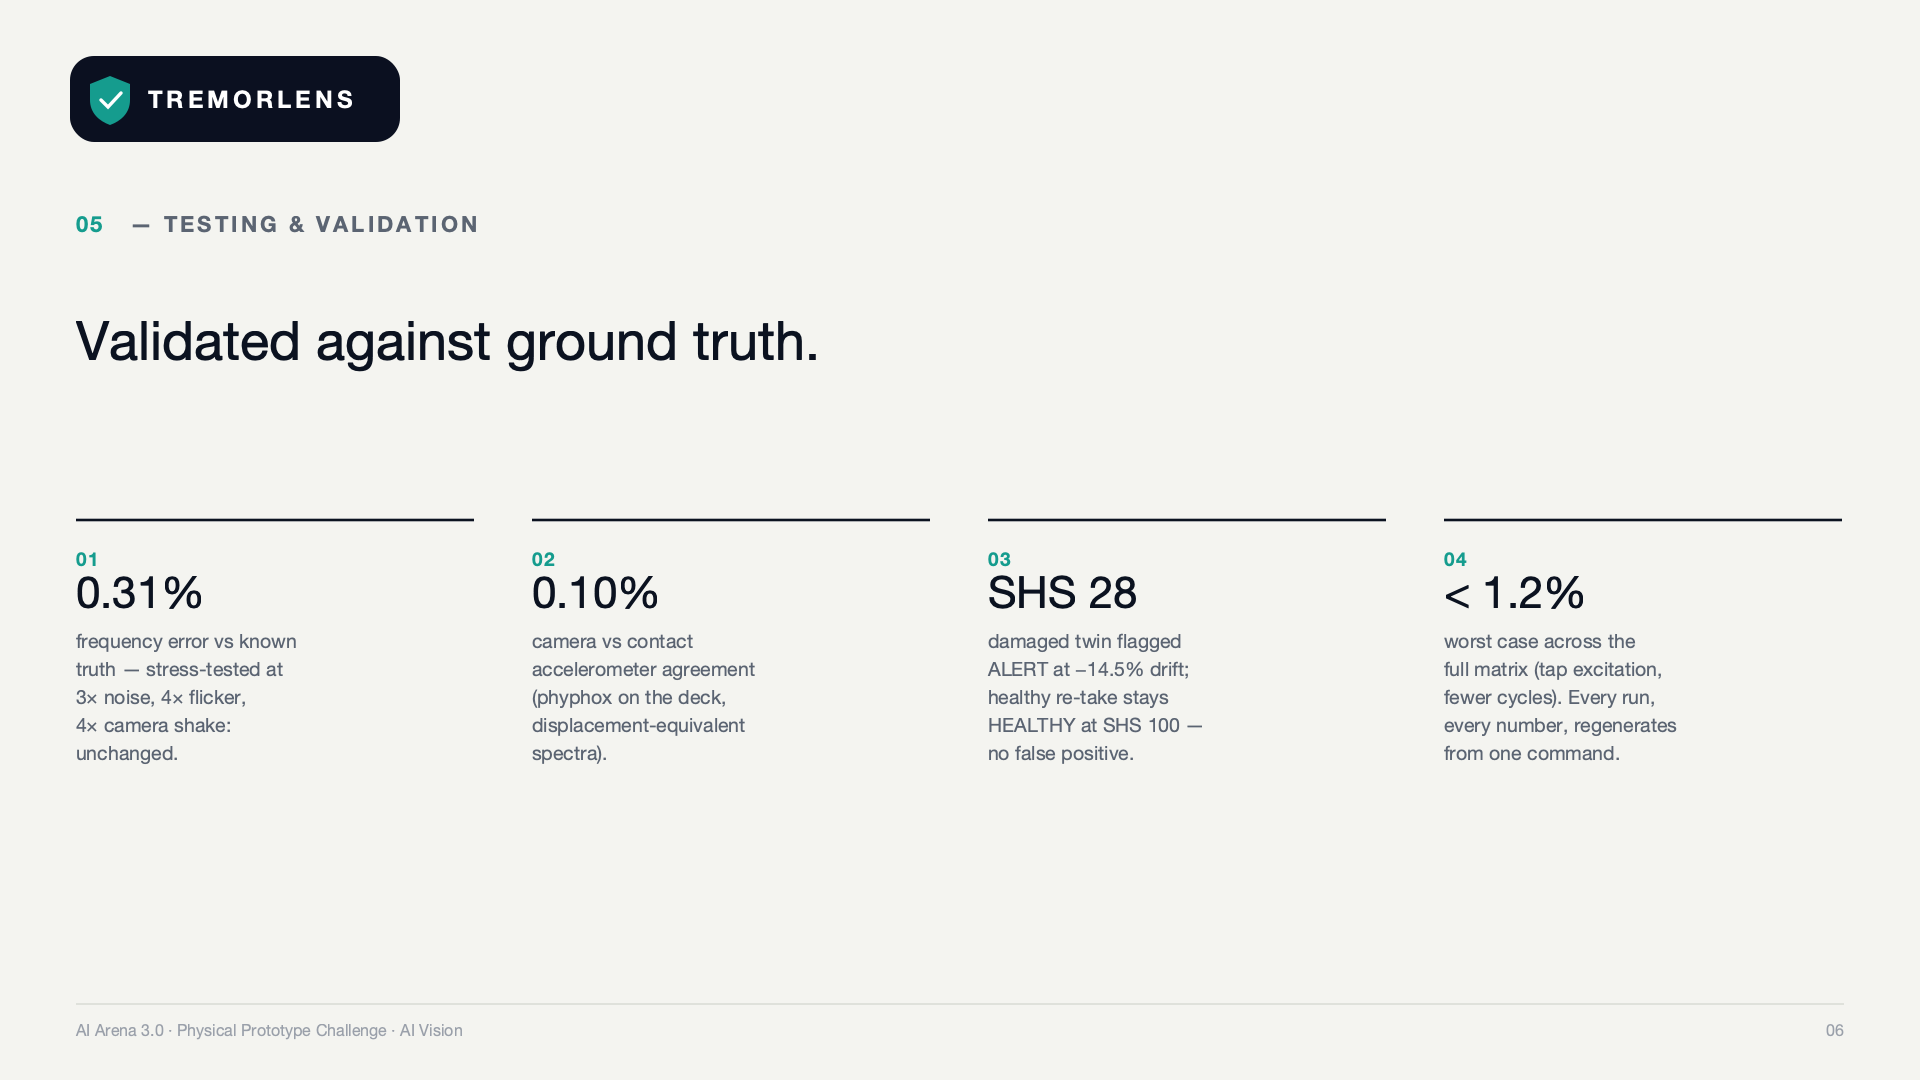 TREMORLENS
05 — TESTING & VALIDATION
Validated against ground truth.
01
0.31%
frequency error vs known
truth — stress-tested at
3× noise, 4× flicker,
4× camera shake:
unchanged.
02
0.10%
camera vs contact
accelerometer agreement
(phyphox on the deck,
displacement-equivalent
spectra).
03
SHS 28
damaged twin flagged
ALERT at −14.5% drift;
healthy re-take stays
HEALTHY at SHS 100 —
no false positive.
04
< 1.2%
worst case across the
full matrix (tap excitation,
fewer cycles). Every run,
every number, regenerates
from one command.
AI Arena 3.0 · Physical Prototype Challenge · AI Vision
06